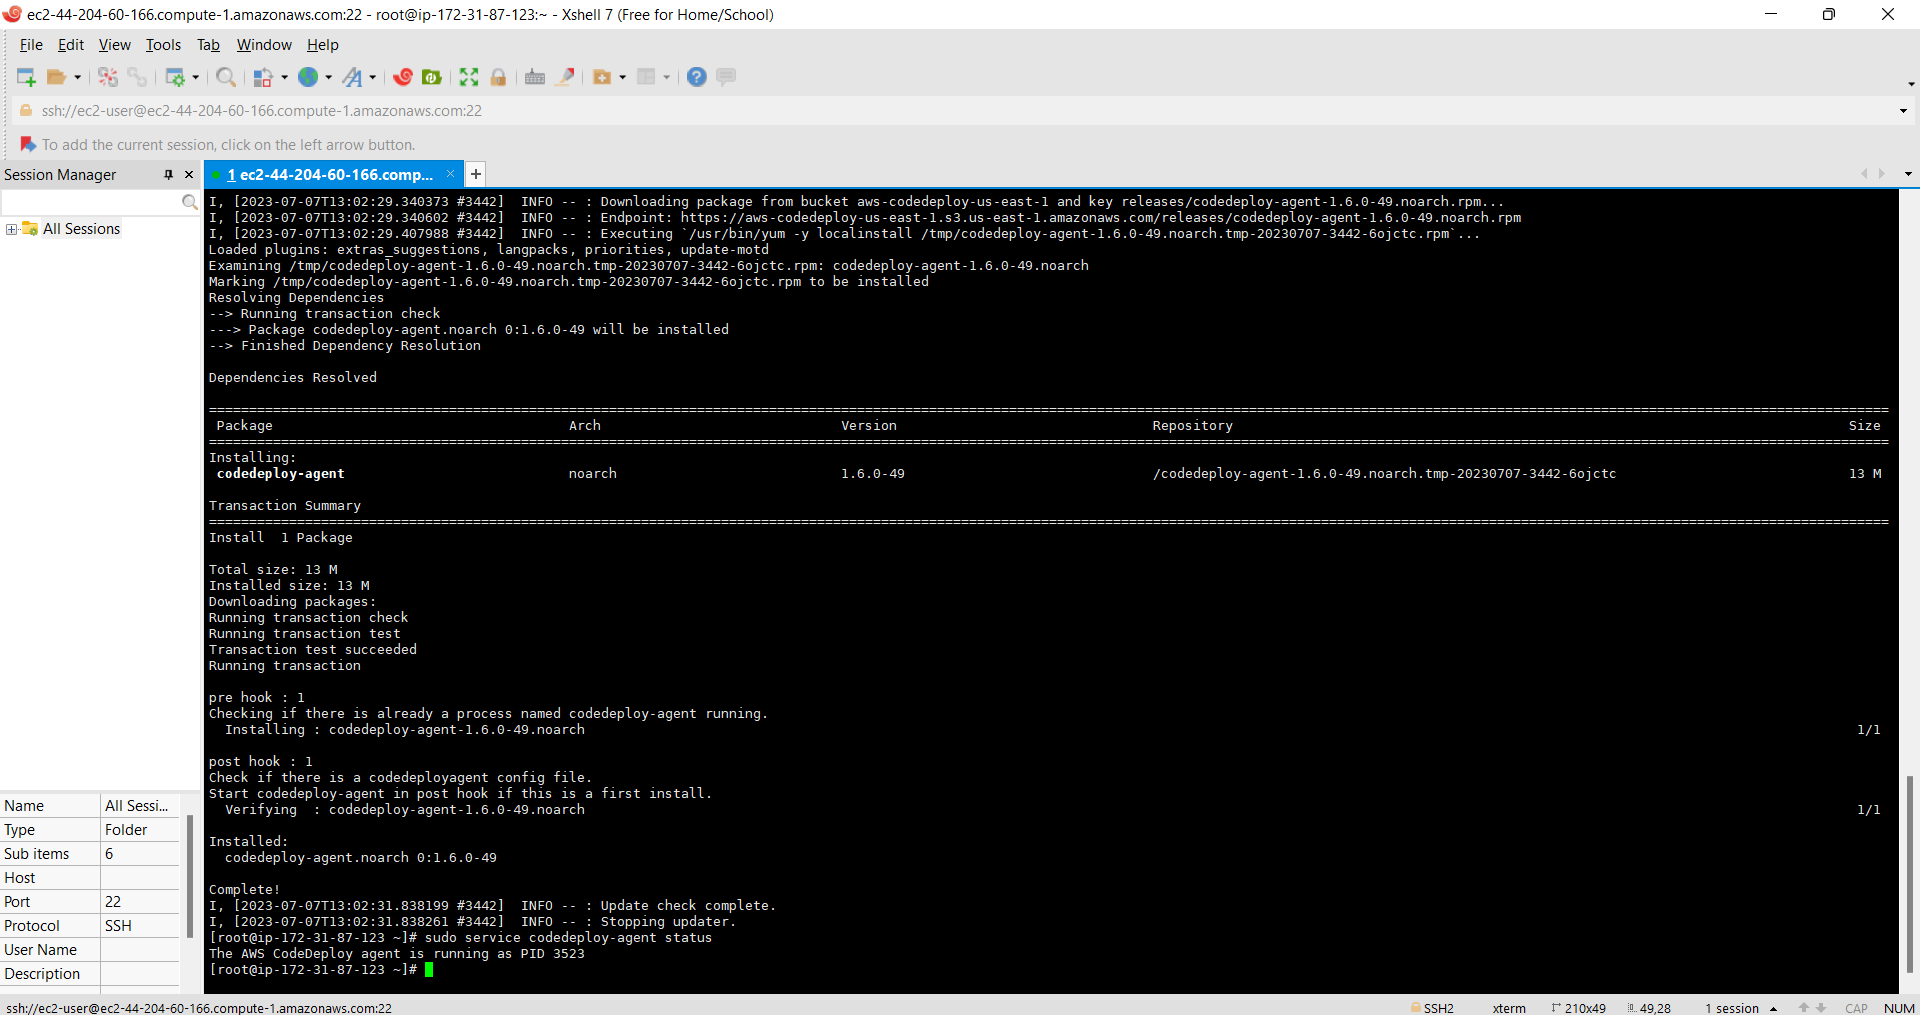 ec2-44-204-60-166.compute-1.amazonaws.com:22 - root@ip-172-31-87-123:~ - Xshell 7 (Free for Home/School)
File Edit View Tools Tab Window Help
ssh://ec2-user@ec2-44-204-60-166.compute-1.amazonaws.com:22
To add the current session, click on the left arrow button.
Session Manager
All Sessions
Name All Sessi...
Type Folder
Sub items 6
Host
Port 22
Protocol SSH
User Name
Description
1 ec2-44-204-60-166.comp...
I, [2023-07-07T13:02:29.340373 #3442]  INFO -- : Downloading package from bucket aws-codedeploy-us-east-1 and key releases/codedeploy-agent-1.6.0-49.noarch.rpm...
I, [2023-07-07T13:02:29.340602 #3442]  INFO -- : Endpoint: https://aws-codedeploy-us-east-1.s3.us-east-1.amazonaws.com/releases/codedeploy-agent-1.6.0-49.noarch.rpm
I, [2023-07-07T13:02:29.407988 #3442]  INFO -- : Executing `/usr/bin/yum -y localinstall /tmp/codedeploy-agent-1.6.0-49.noarch.tmp-20230707-3442-6ojctc.rpm`...
Loaded plugins: extras_suggestions, langpacks, priorities, update-motd
Examining /tmp/codedeploy-agent-1.6.0-49.noarch.tmp-20230707-3442-6ojctc.rpm: codedeploy-agent-1.6.0-49.noarch
Marking /tmp/codedeploy-agent-1.6.0-49.noarch.tmp-20230707-3442-6ojctc.rpm to be installed
Resolving Dependencies
--> Running transaction check
---> Package codedeploy-agent.noarch 0:1.6.0-49 will be installed
--> Finished Dependency Resolution
Dependencies Resolved
Package Arch Version Repository Size
Installing:
codedeploy-agent noarch 1.6.0-49 /codedeploy-agent-1.6.0-49.noarch.tmp-20230707-3442-6ojctc 13 M
Transaction Summary
Install  1 Package
Total size: 13 M
Installed size: 13 M
Downloading packages:
Running transaction check
Running transaction test
Transaction test succeeded
Running transaction
pre hook : 1
Checking if there is already a process named codedeploy-agent running.
Installing : codedeploy-agent-1.6.0-49.noarch 1/1
post hook : 1
Check if there is a codedeployagent config file.
Start codedeploy-agent in post hook if this is a first install.
Verifying  : codedeploy-agent-1.6.0-49.noarch 1/1
Installed:
codedeploy-agent.noarch 0:1.6.0-49
Complete!
I, [2023-07-07T13:02:31.838199 #3442]  INFO -- : Update check complete.
I, [2023-07-07T13:02:31.838261 #3442]  INFO -- : Stopping updater.
[root@ip-172-31-87-123 ~]# sudo service codedeploy-agent status
The AWS CodeDeploy agent is running as PID 3523
[root@ip-172-31-87-123 ~]#
ssh://ec2-user@ec2-44-204-60-166.compute-1.amazonaws.com:22 SSH2 xterm 210x49 49,28 1 session CAP NUM